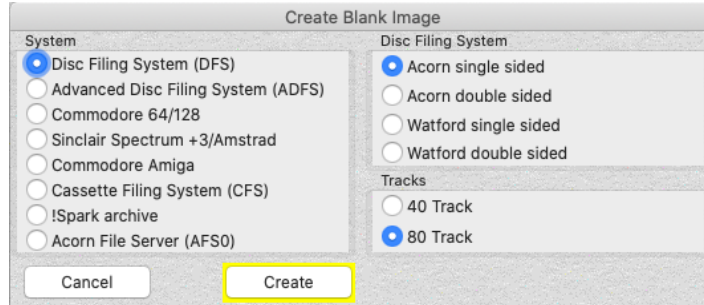 Create Blank Image
System
Disc Filing System (DFS)
Advanced Disc Filing System (ADFS)
Commodore 64/128
Sinclair Spectrum +3/Amstrad
Commodore Amiga
Cassette Filing System (CFS)
!Spark archive
Acorn File Server (AFS0)
Disc Filing System
Acorn single sided
Acorn double sided
Watford single sided
Watford double sided
Tracks
40 Track
80 Track
Cancel
Create